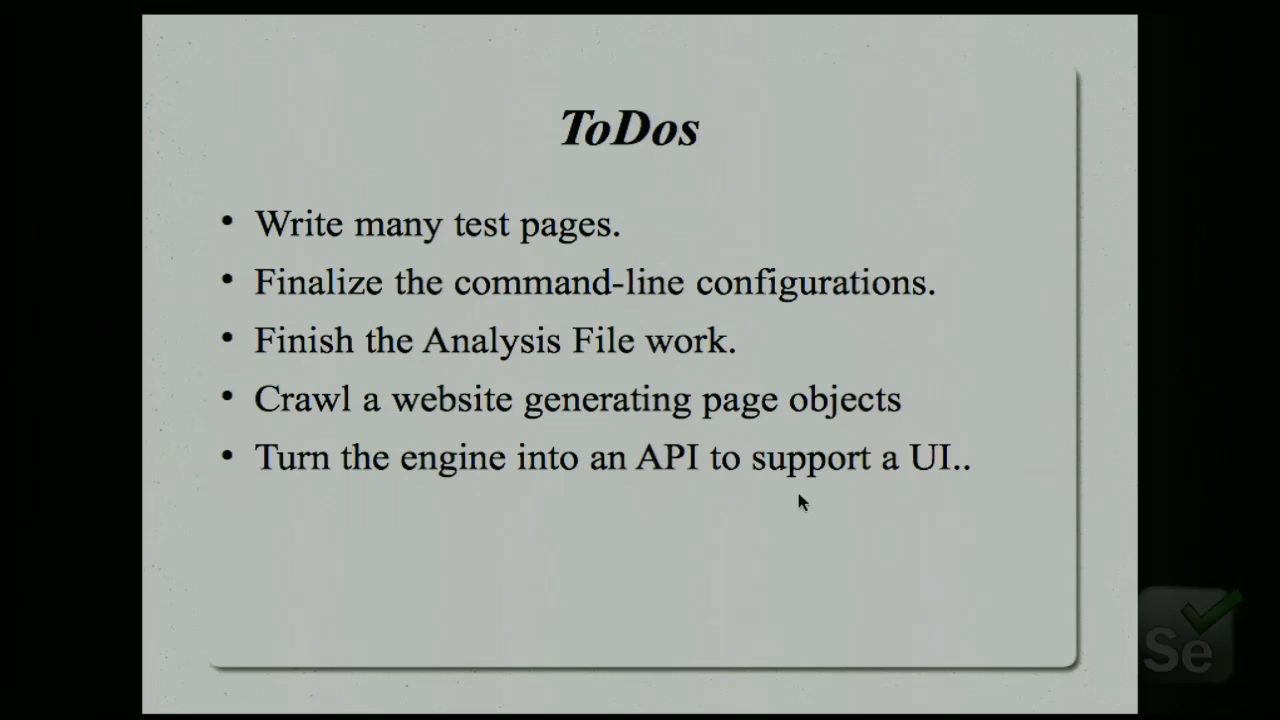 ToDos
• Write many test pages.
• Finalize the command-line configurations.
• Finish the Analysis File work.
• Crawl a website generating page objects
• Turn the engine into an API to support a UI..
Se